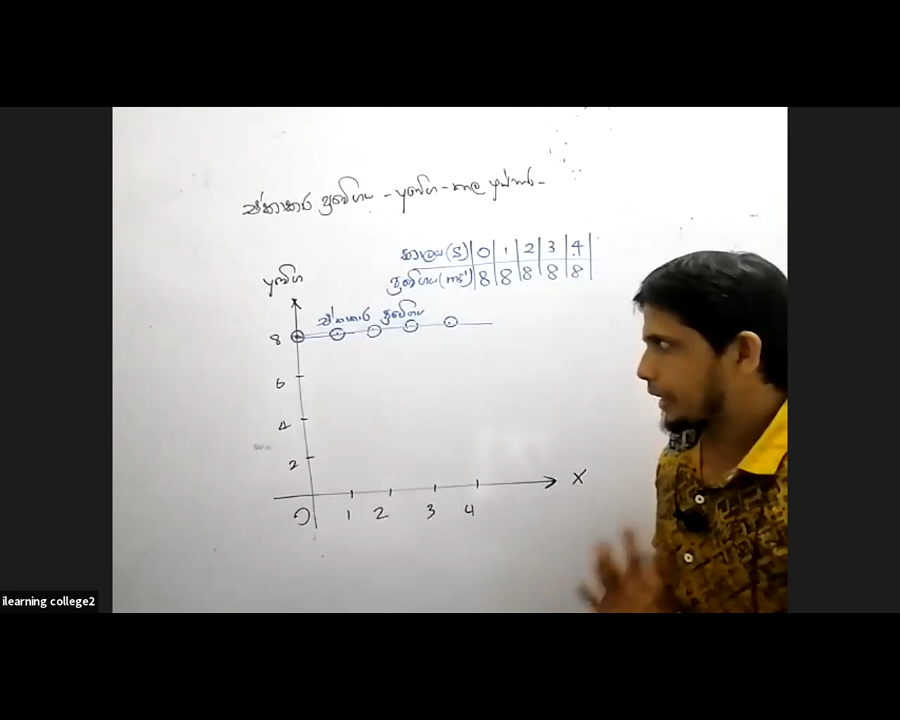 ඒකාකාර ප්‍රවේගය - ප්‍රවේග - කාල ප්‍රස්තාර -
කාලය (s) 0 1 2 3 4
ප්‍රවේගය (ms⁻¹) 8 8 8 8 8
ප්‍රවේග
ඒකාකාර ප්‍රවේගය
8
6
4
2
0 1 2 3 4 X
ilearning college2